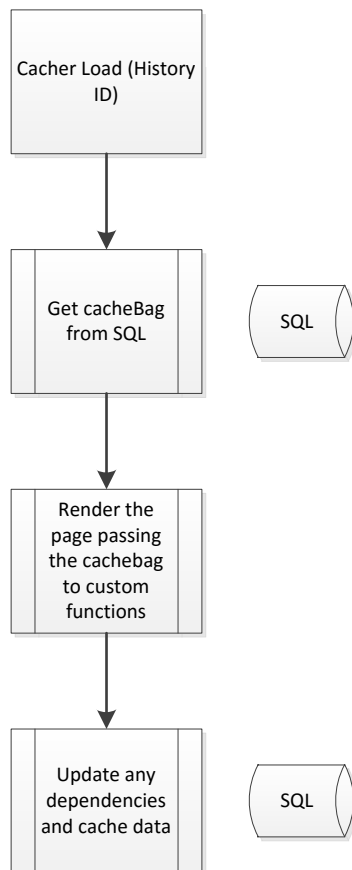 Cacher Load (History
ID)
Get cacheBag
from SQL
SQL
Render the
page passing
the cachebag
to custom
functions
Update any
dependencies
and cache data
SQL